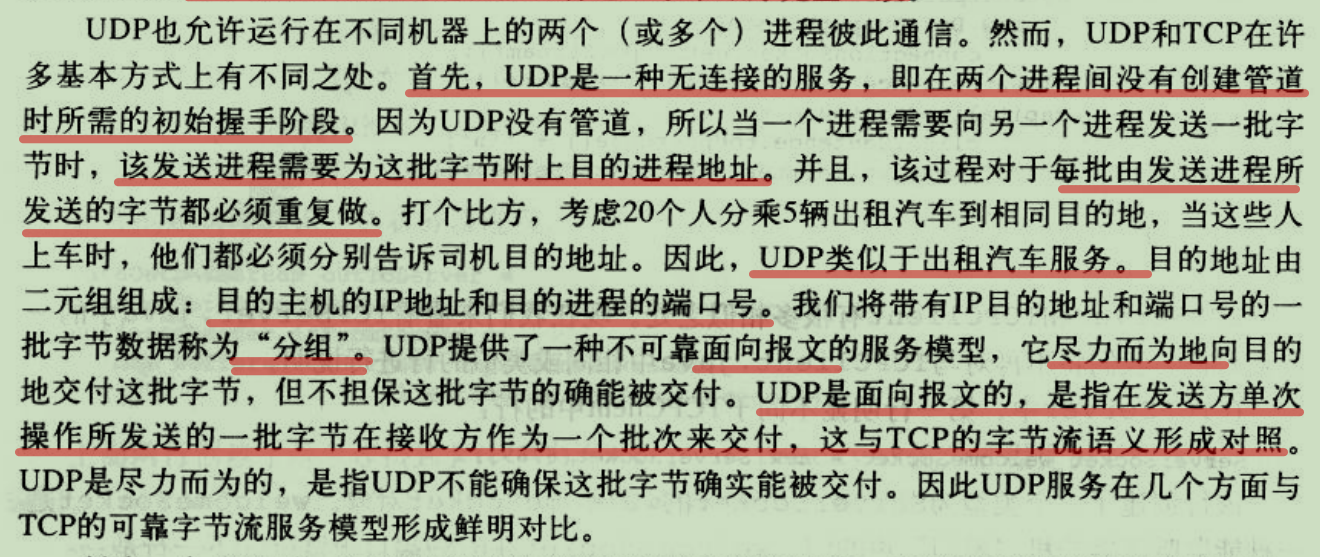 UDP也允许运行在不同机器上的两个（或多个）进程彼此通信。然而，UDP和TCP在许
多基本方式上有不同之处。首先，UDP是一种无连接的服务，即在两个进程间没有创建管道
时所需的初始握手阶段。因为UDP没有管道，所以当一个进程需要向另一个进程发送一批字
节时，该发送进程需要为这批字节附上目的进程地址。并且，该过程对于每批由发送进程所
发送的字节都必须重复做。打个比方，考虑20个人分乘5辆出租汽车到相同目的地，当这些人
上车时，他们都必须分别告诉司机目的地址。因此，UDP类似于出租汽车服务。目的地址由
二元组组成：目的主机的IP地址和目的进程的端口号。我们将带有IP目的地址和端口号的一
批字节数据称为“分组”。UDP提供了一种不可靠面向报文的服务模型，它尽力而为地向目的
地交付这批字节，但不担保这批字节的确能被交付。UDP是面向报文的，是指在发送方单次
操作所发送的一批字节在接收方作为一个批次来交付，这与TCP的字节流语义形成对照。
UDP是尽力而为的，是指UDP不能确保这批字节确实能被交付。因此UDP服务在几个方面与
TCP的可靠字节流服务模型形成鲜明对比。